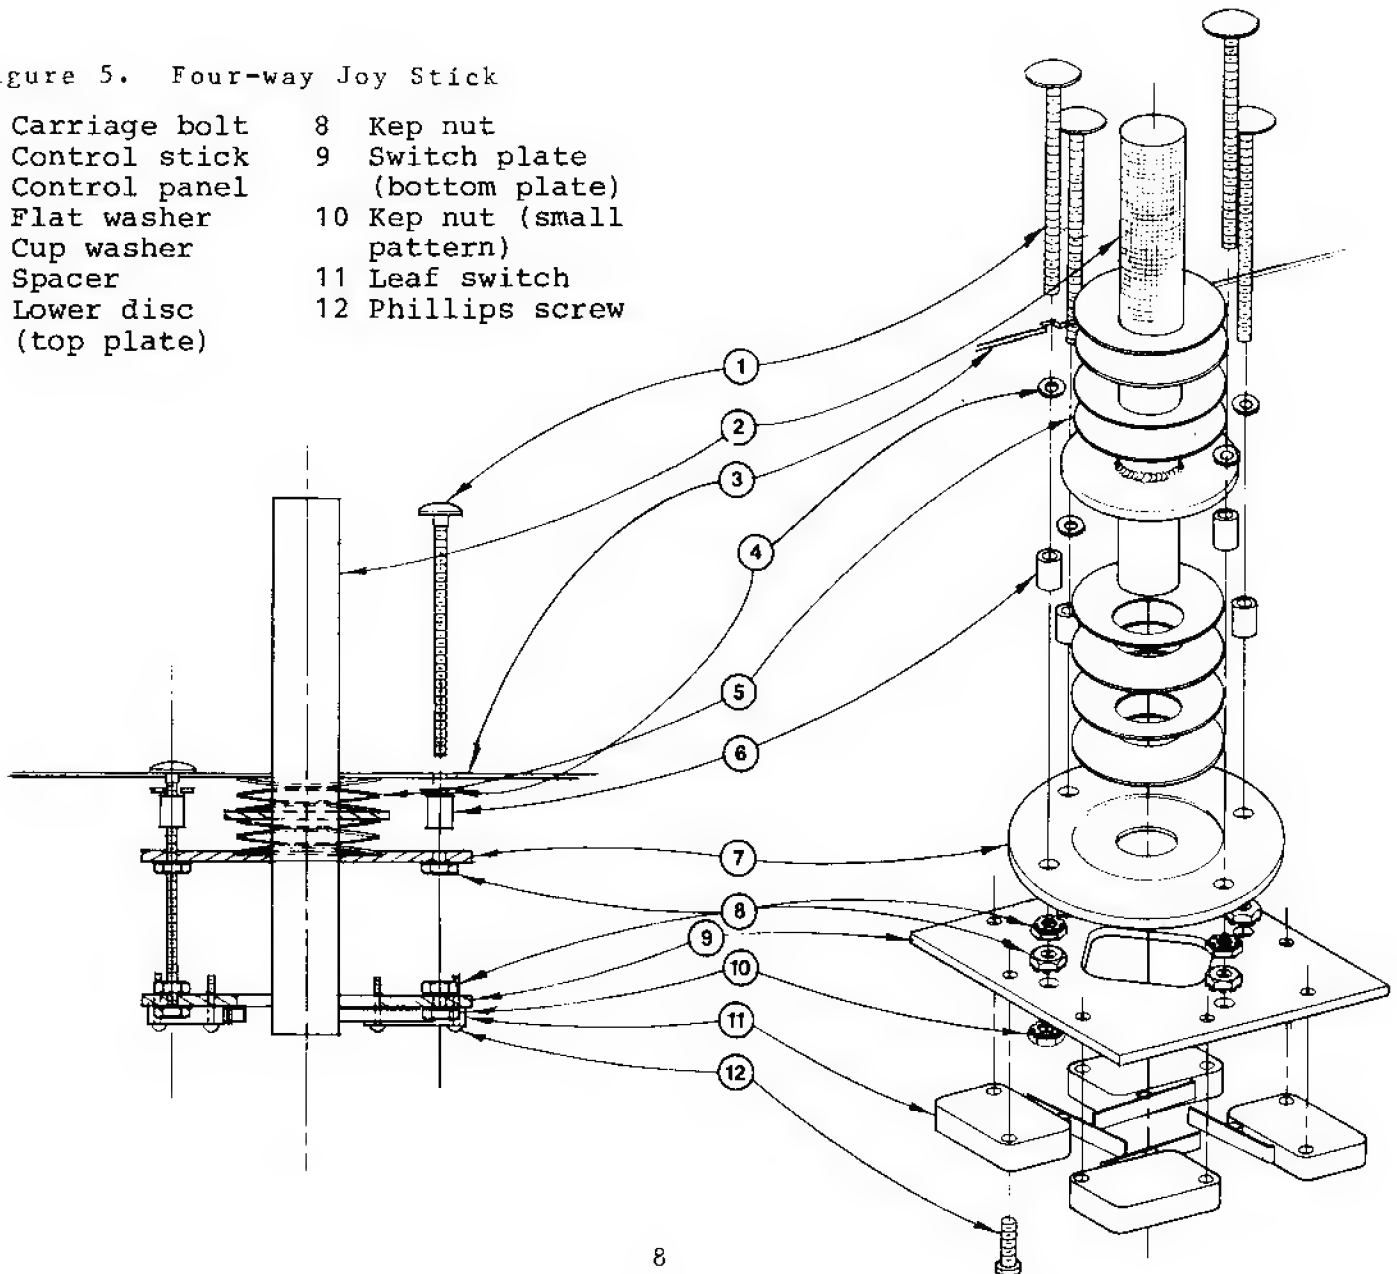 gure 5. Four-way Joy Stick
Carriage bolt
Control stick
Control panel
Flat washer
Cup washer
Spacer
Lower disc
(top plate)
8 Kep nut
9 Switch plate
(bottom plate)
10 Kep nut (small
pattern)
11 Leaf switch
12 Phillips screw
1
2
3
4
5
6
7
8
9
10
11
12
8